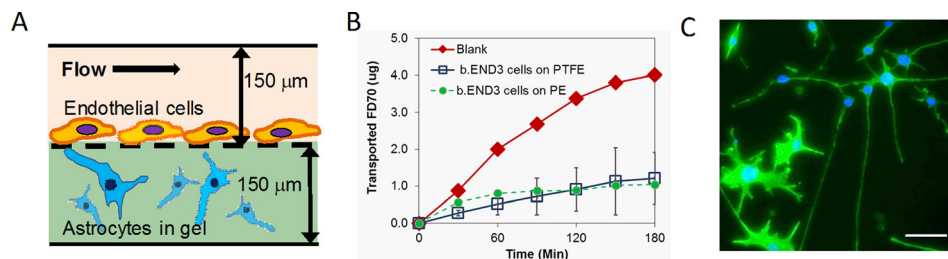 A
Flow
150 μm
Endothelial cells
150 μm
Astrocytes in gel
B
Transported FD70 (ug)
5.0
4.0
3.0
2.0
1.0
0.0
Blank
b.END3 cells on PTFE
b.END3 cells on PE
0
60
120
180
Time (Min)
C